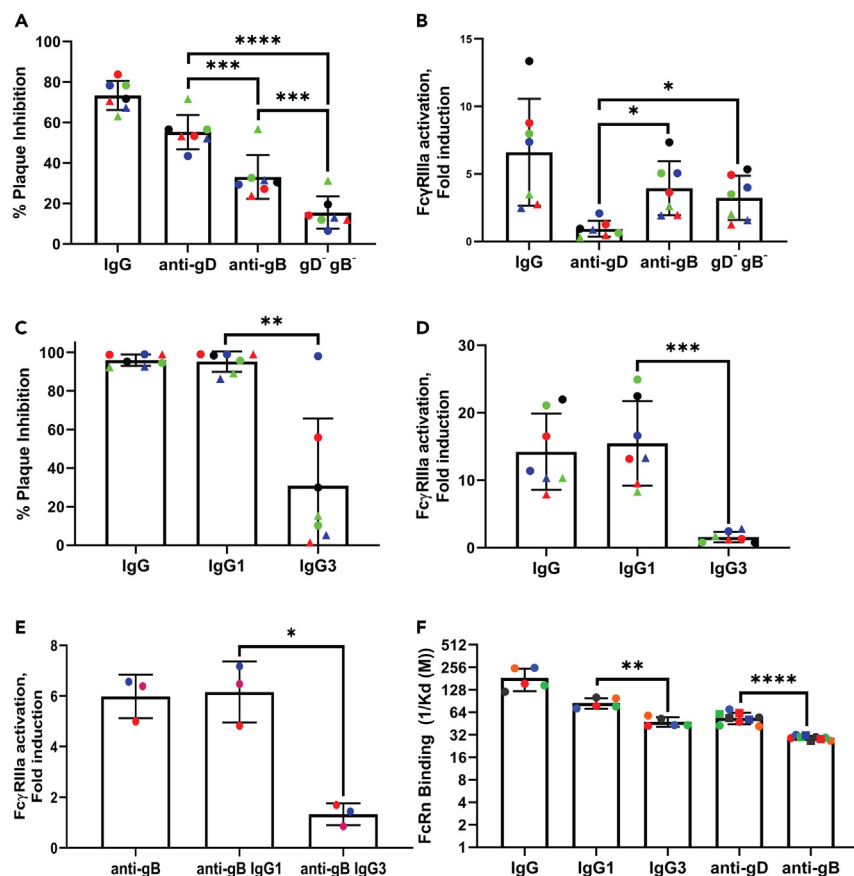 A
% Plaque Inhibition
100
80
60
40
20
0
****
***
***
IgG
anti-gD
anti-gB
gD⁻ gB⁻
B
FcγRIIIa activation,
Fold induction
15
10
5
0
*
*
IgG
anti-gD
anti-gB
gD⁻ gB⁻
C
% Plaque Inhibition
100
80
60
40
20
0
**
IgG
IgG1
IgG3
D
FcγRIIIa activation,
Fold induction
30
20
10
0
***
IgG
IgG1
IgG3
E
FcγRIIIa activation,
Fold induction
8
6
4
2
0
*
anti-gB
anti-gB IgG1
anti-gB IgG3
F
FcRn Binding (1/Kd (M))
512
256
128
64
32
16
8
4
2
1
**
****
IgG
IgG1
IgG3
anti-gD
anti-gB